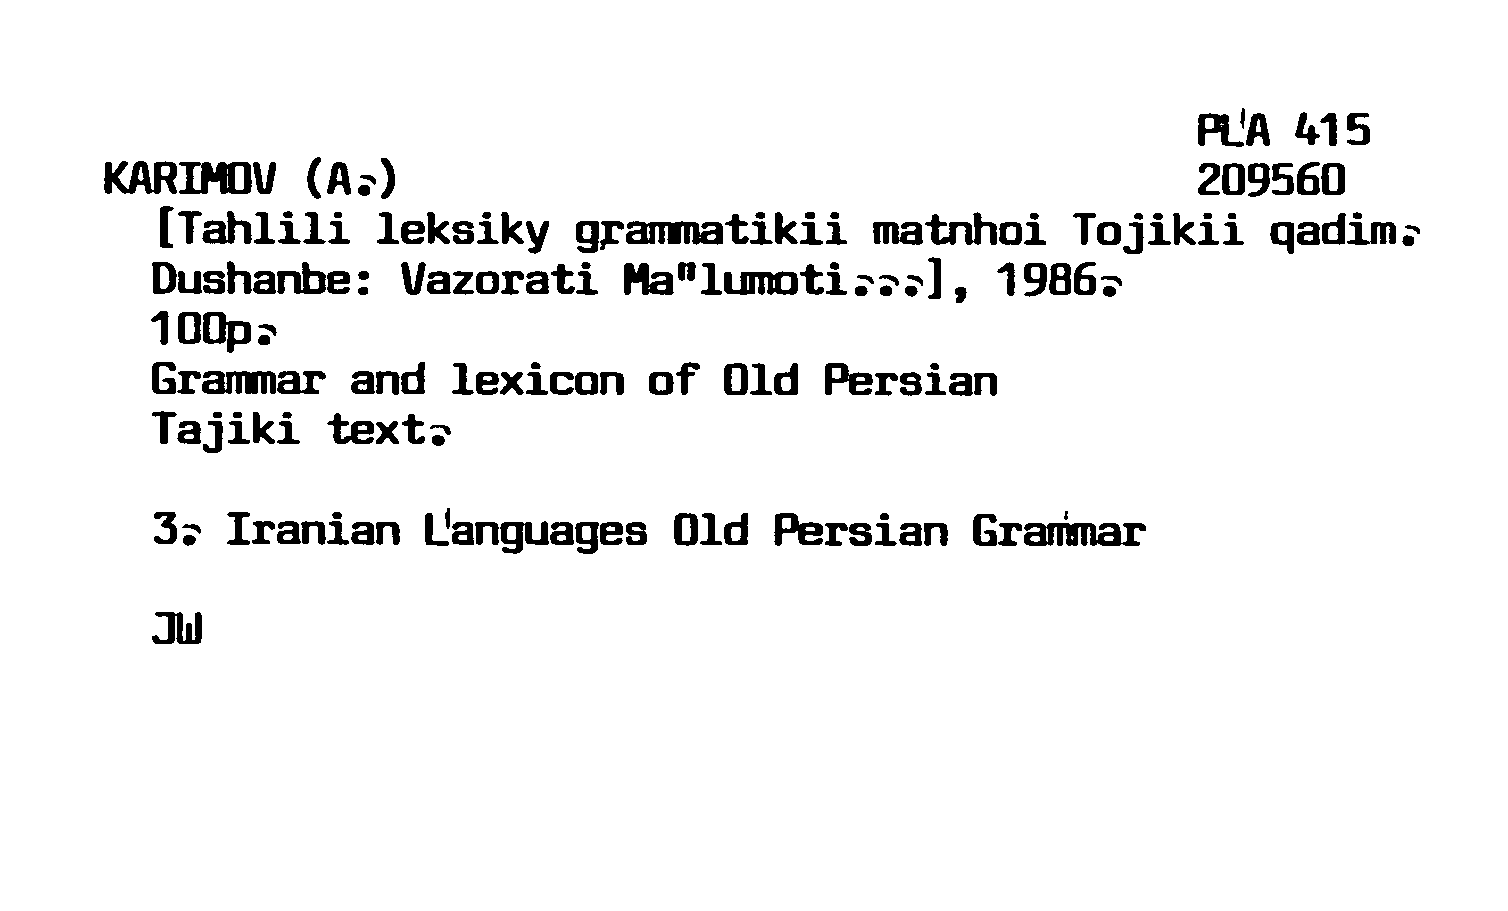 PLA 415
KARIMOV (A.) 209560
[Tahlili leksiky grammatikii matnhoi Tojikii qadim.
Dushanbe: Vazorati Ma"lumoti...], 1986.
100p.
Grammar and lexicon of Old Persian
Tajiki text.
3. Iranian Languages Old Persian Grammar
JW